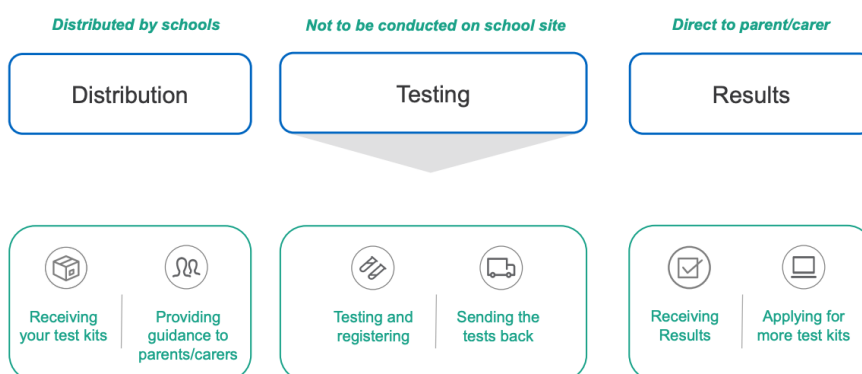 Distributed by schools
Not to be conducted on school site
Direct to parent/carer
Distribution
Testing
Results
Receiving
your test kits
Providing
guidance to
parents/carers
Testing and
registering
Sending the
tests back
Receiving
Results
Applying for
more test kits